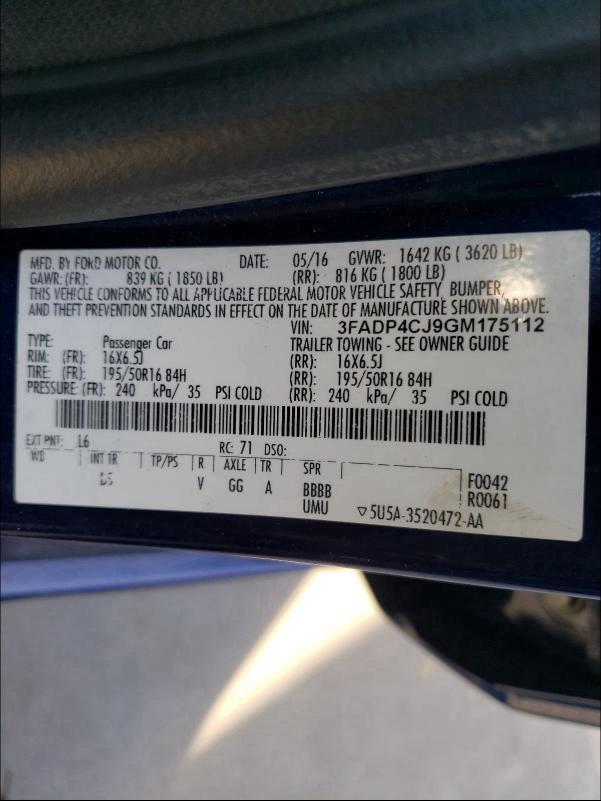 MFD. BY FORD MOTOR CO. DATE: 05/16 GVWR: 1642 KG ( 3620 LB)
GAWR: (FR): 839 KG ( 1850 LB) (RR): 816 KG ( 1800 LB)
THIS VEHICLE CONFORMS TO ALL APPLICABLE FEDERAL MOTOR VEHICLE SAFETY, BUMPER,
AND THEFT PREVENTION STANDARDS IN EFFECT ON THE DATE OF MANUFACTURE SHOWN ABOVE.
VIN: 3FADP4CJ9GM175112
TYPE: Passenger Car TRAILER TOWING - SEE OWNER GUIDE
RIM: (FR): 16X6.5J (RR): 16X6.5J
TIRE: (FR): 195/50R16 84H (RR): 195/50R16 84H
PRESSURE: (FR): 240 kPa/ 35 PSI COLD (RR): 240 kPa/ 35 PSI COLD
EXT PNT: L6 RC: 71 DSO:
WB INT TR TP/PS R AXLE TR SPR F0042
V GG A BBBB R0061
UMU ▽5U5A-3520472-AA